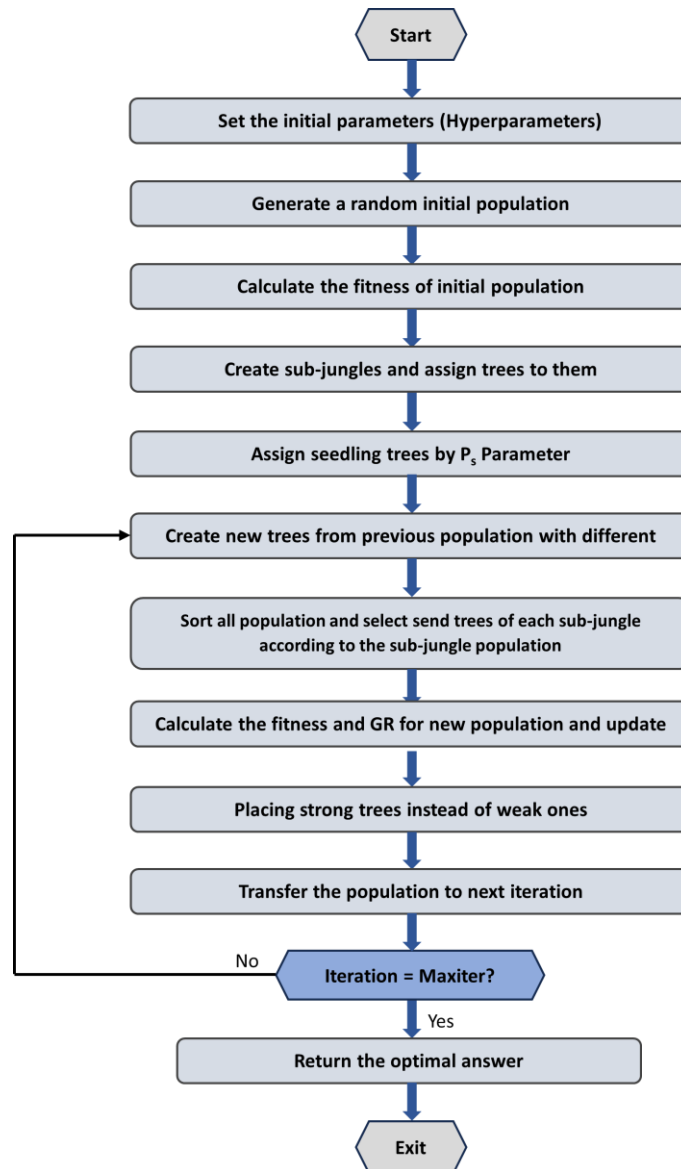 Start
Set the initial parameters (Hyperparameters)
Generate a random initial population
Calculate the fitness of initial population
Create sub-jungles and assign trees to them
Assign seedling trees by Ps Parameter
Create new trees from previous population with different
Sort all population and select send trees of each sub-jungle
according to the sub-jungle population
Calculate the fitness and GR for new population and update
Placing strong trees instead of weak ones
Transfer the population to next iteration
No
Iteration = Maxiter?
Yes
Return the optimal answer
Exit